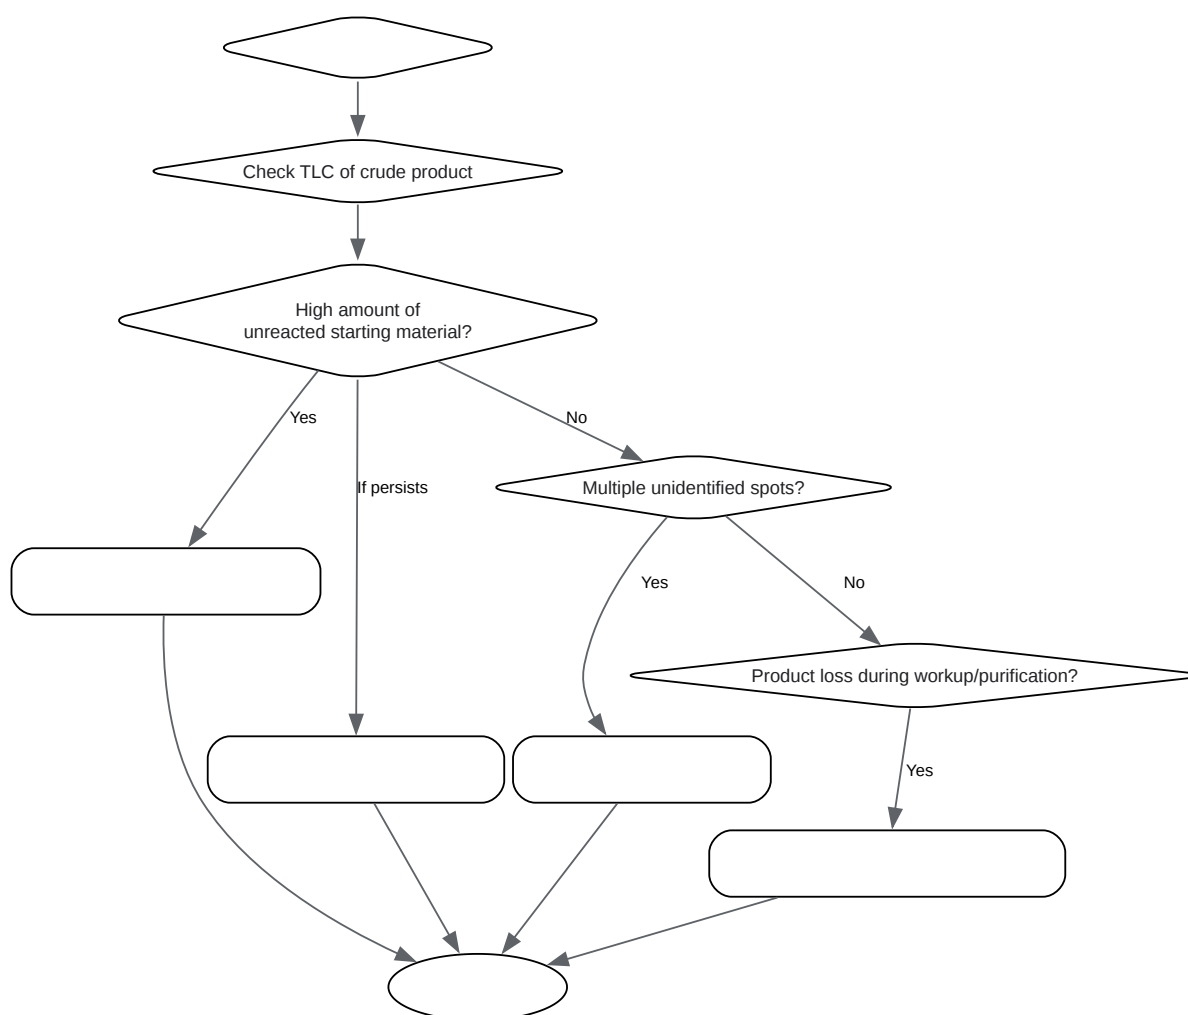 Check TLC of crude product
High amount of
unreacted starting material?
Yes
No
If persists
Multiple unidentified spots?
Yes
No
Product loss during workup/purification?
Yes